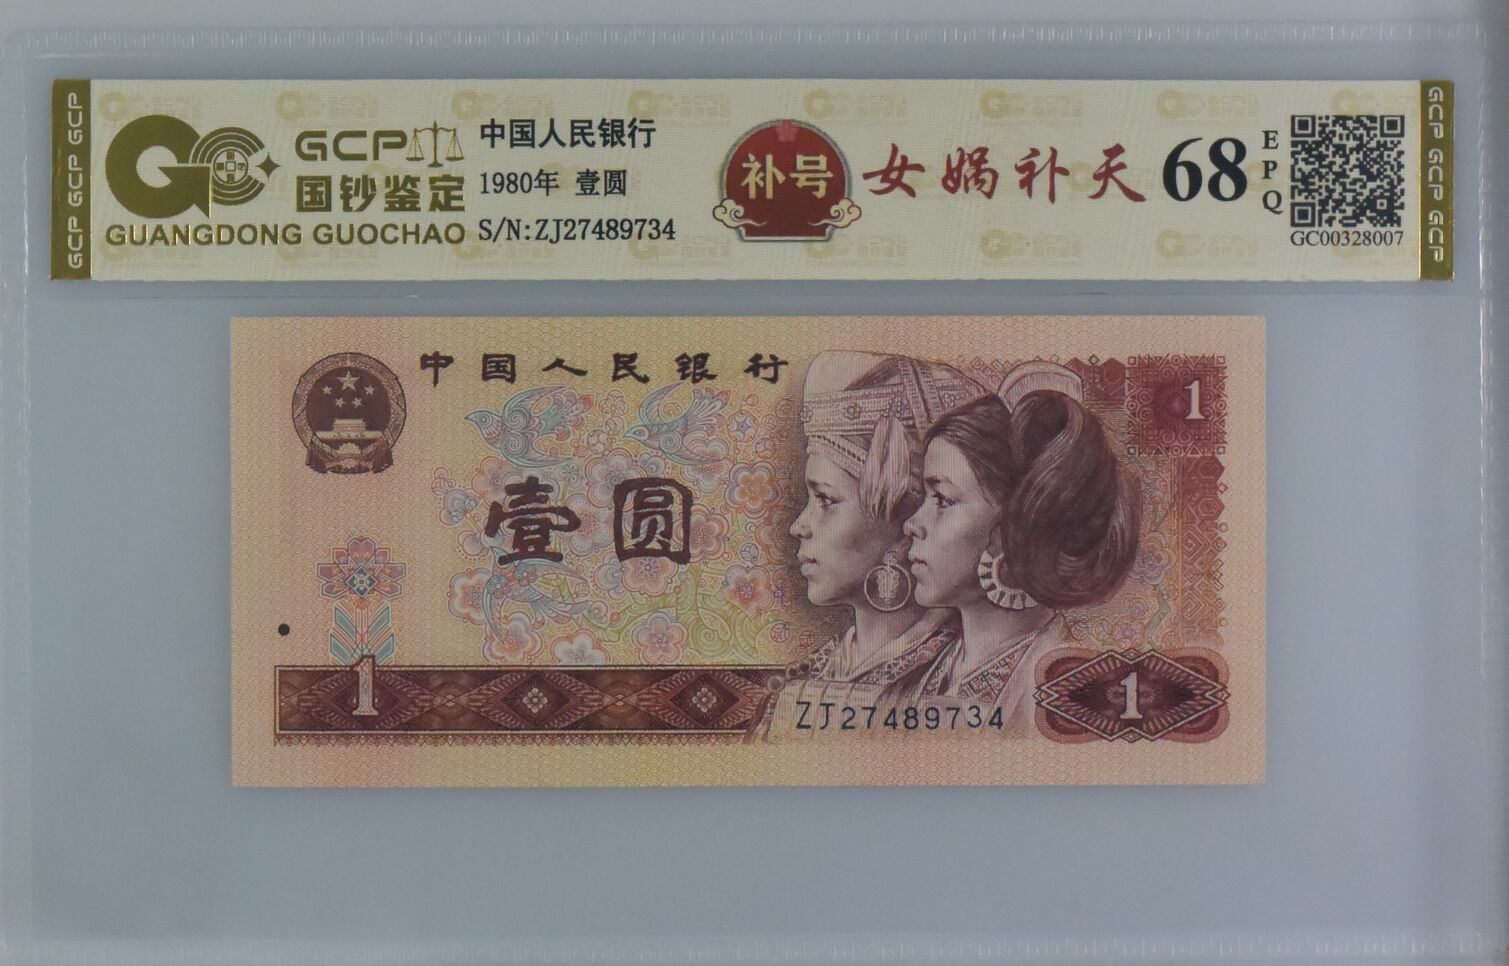 GCP
国钞鉴定
GUANGDONG GUOCHAO
中国人民银行
1980年 壹圆
S/N:ZJ27489734
补号
女娲补天
68
EPQ
GC00328007
GCP GCP GCP
GCP GCP GCP
中国人民银行
1
壹圆
1
ZJ27489734
1